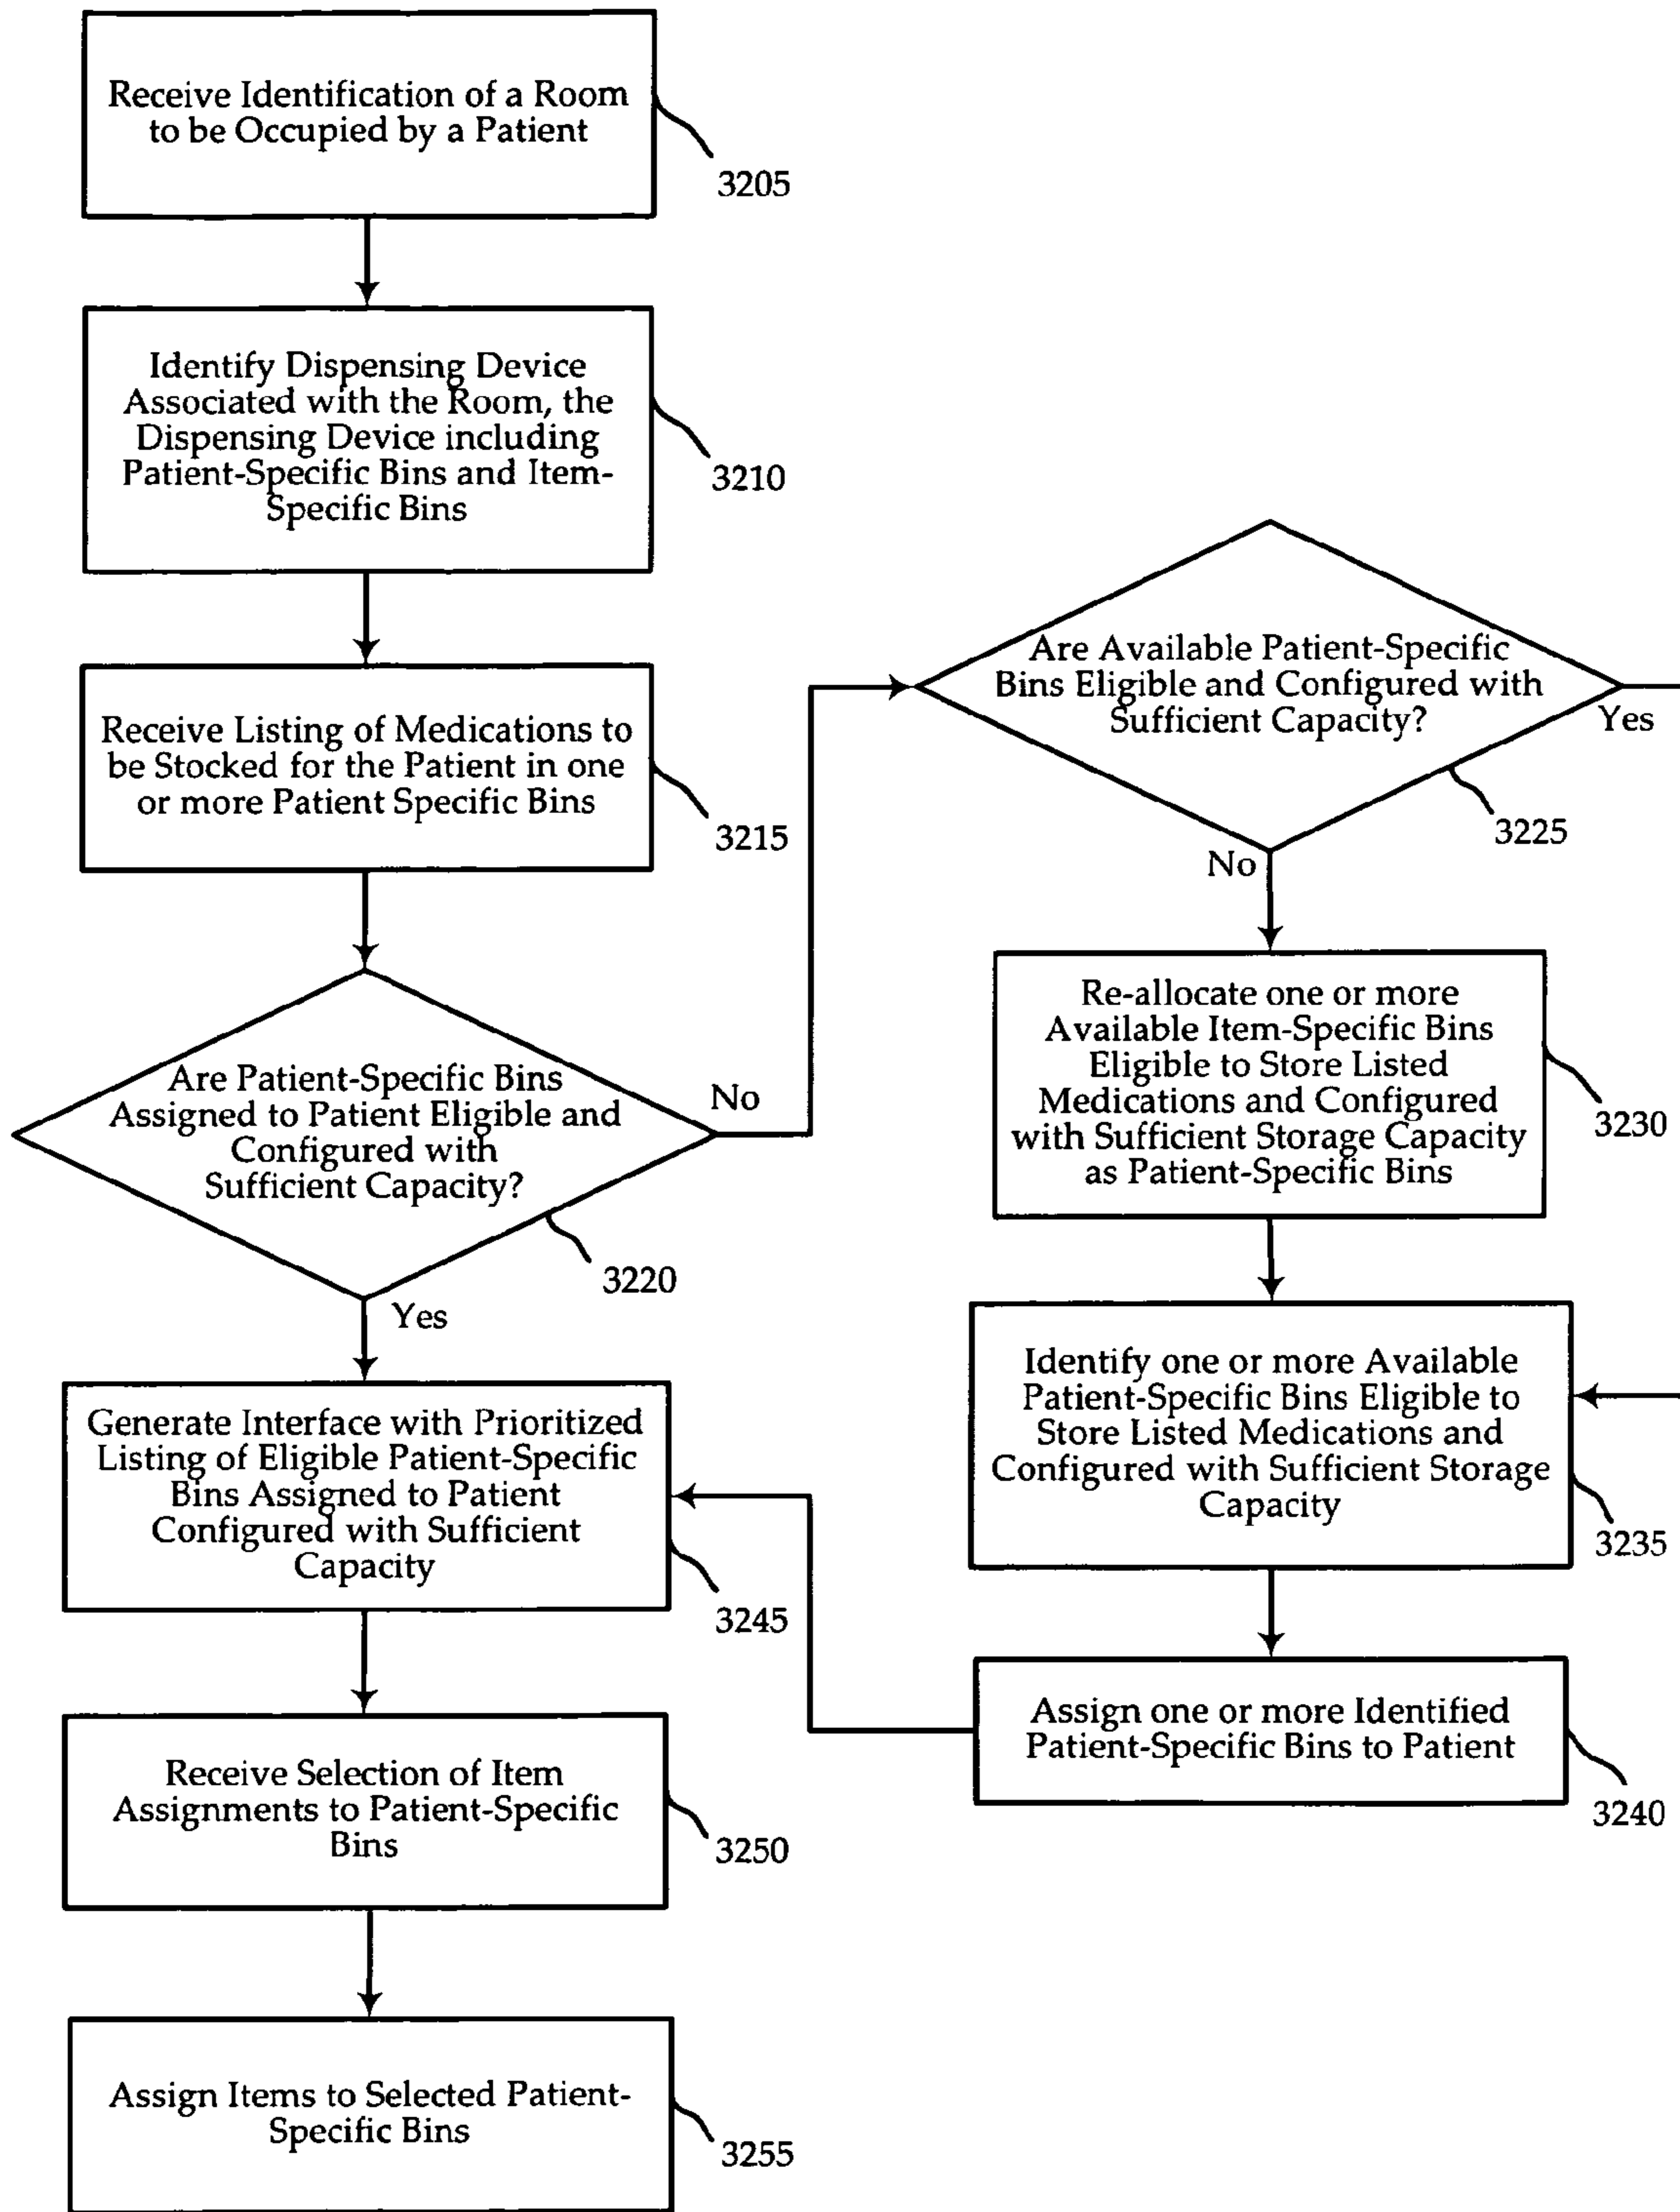 Receive Identification of a Room
to be Occupied by a Patient
3205
Identify Dispensing Device
Associated with the Room, the
Dispensing Device including
Patient-Specific Bins and Item-
Specific Bins
3210
Receive Listing of Medications to
be Stocked for the Patient in one
or more Patient Specific Bins
3215
Are Patient-Specific Bins
Assigned to Patient Eligible and
Configured with
Sufficient Capacity?
No
3220
Yes
Are Available Patient-Specific
Bins Eligible and Configured with
Sufficient Capacity?
Yes
3225
No
Re-allocate one or more
Available Item-Specific Bins
Eligible to Store Listed
Medications and Configured
with Sufficient Storage Capacity
as Patient-Specific Bins
3230
Identify one or more Available
Patient-Specific Bins Eligible to
Store Listed Medications and
Configured with Sufficient Storage
Capacity
3235
Assign one or more Identified
Patient-Specific Bins to Patient
3240
Generate Interface with Prioritized
Listing of Eligible Patient-Specific
Bins Assigned to Patient
Configured with Sufficient
Capacity
3245
Receive Selection of Item
Assignments to Patient-Specific
Bins
3250
Assign Items to Selected Patient-
Specific Bins
3255